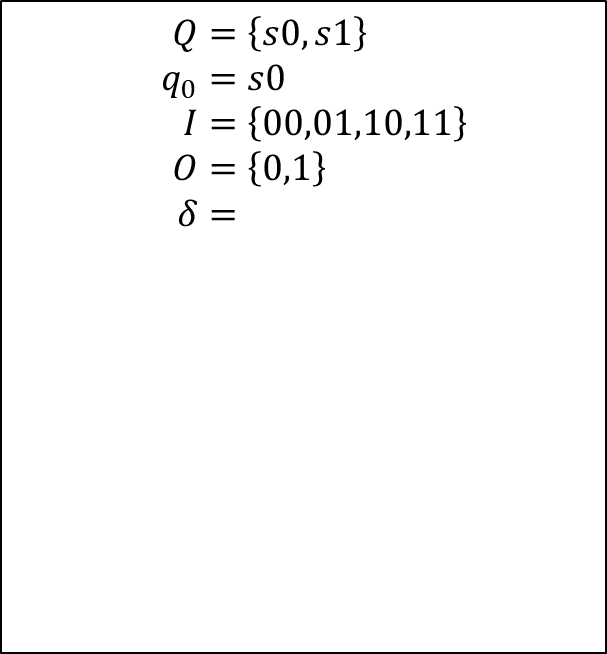 Q = {s0, s1}
q₀ = s0
I = {00,01,10,11}
O = {0,1}
δ =